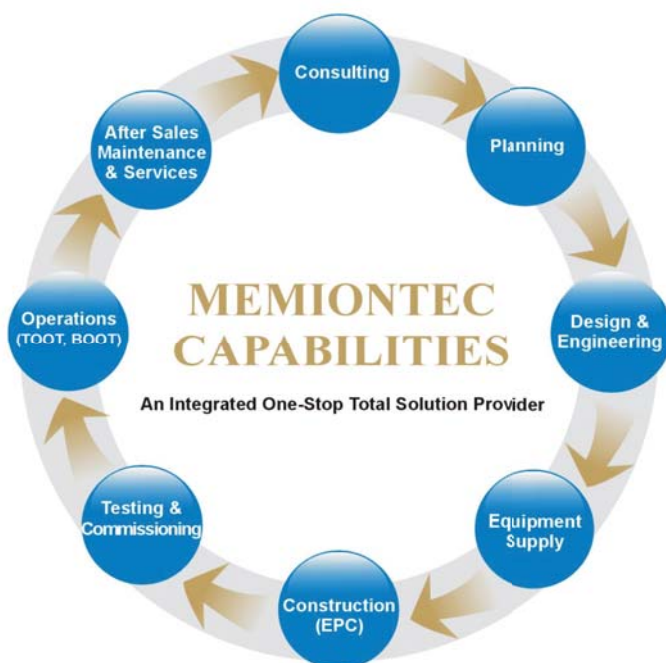 Consulting
Planning
Design &
Engineering
Equipment
Supply
Construction
(EPC)
Testing &
Commissioning
Operations
(TOOT, BOOT)
After Sales
Maintenance
& Services
MEMIONTEC
CAPABILITIES
An Integrated One-Stop Total Solution Provider